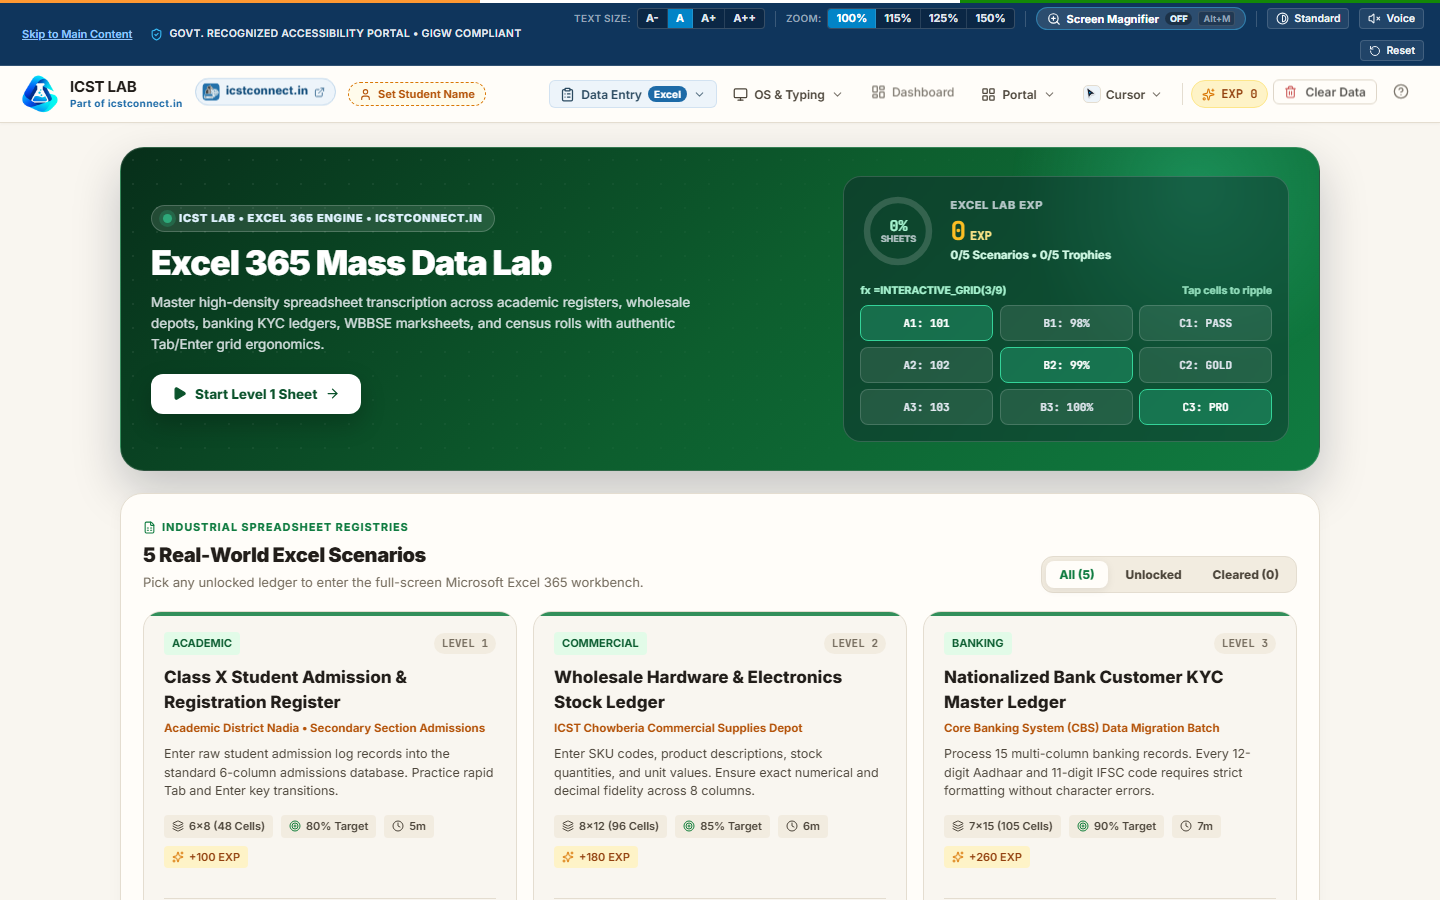 TEXT SIZE: A- A A+ A++ ZOOM: 100% 115% 125% 150% Screen Magnifier OFF Alt+M Standard Voice
Skip to Main Content GOVT. RECOGNIZED ACCESSIBILITY PORTAL • GIGW COMPLIANT
Reset
ICST LAB
Part of icstconnect.in
icstconnect.in
Set Student Name
Data Entry Excel OS & Typing Dashboard Portal Cursor EXP 0 Clear Data
ICST LAB • EXCEL 365 ENGINE • ICSTCONNECT.IN
Excel 365 Mass Data Lab
Master high-density spreadsheet transcription across academic registers, wholesale
depots, banking KYC ledgers, WBBSE marksheets, and census rolls with authentic
Tab/Enter grid ergonomics.
Start Level 1 Sheet
0%
SHEETS
EXCEL LAB EXP
0 EXP
0/5 Scenarios • 0/5 Trophies
fx =INTERACTIVE_GRID(3/9) Tap cells to ripple
A1: 101 B1: 98% C1: PASS
A2: 102 B2: 99% C2: GOLD
A3: 103 B3: 100% C3: PRO
INDUSTRIAL SPREADSHEET REGISTRIES
5 Real-World Excel Scenarios
Pick any unlocked ledger to enter the full-screen Microsoft Excel 365 workbench.
All (5) Unlocked Cleared (0)
ACADEMIC LEVEL 1
Class X Student Admission &
Registration Register
Academic District Nadia • Secondary Section Admissions
Enter raw student admission log records into the
standard 6-column admissions database. Practice rapid
Tab and Enter key transitions.
6×8 (48 Cells) 80% Target 5m
+100 EXP
COMMERCIAL LEVEL 2
Wholesale Hardware & Electronics
Stock Ledger
ICST Chowberia Commercial Supplies Depot
Enter SKU codes, product descriptions, stock
quantities, and unit values. Ensure exact numerical and
decimal fidelity across 8 columns.
8×12 (96 Cells) 85% Target 6m
+180 EXP
BANKING LEVEL 3
Nationalized Bank Customer KYC
Master Ledger
Core Banking System (CBS) Data Migration Batch
Process 15 multi-column banking records. Every 12-
digit Aadhaar and 11-digit IFSC code requires strict
formatting without character errors.
7×15 (105 Cells) 90% Target 7m
+260 EXP